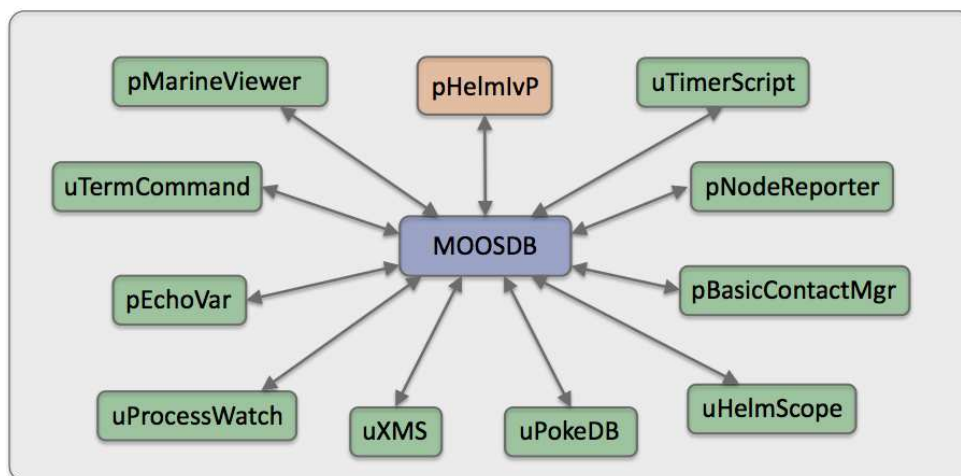 pMarineViewer
pHelmIvP
uTimerScript
uTermCommand
pNodeReporter
MOOSDB
pEchoVar
pBasicContactMgr
uProcessWatch
uXMS
uPokeDB
uHelmScope